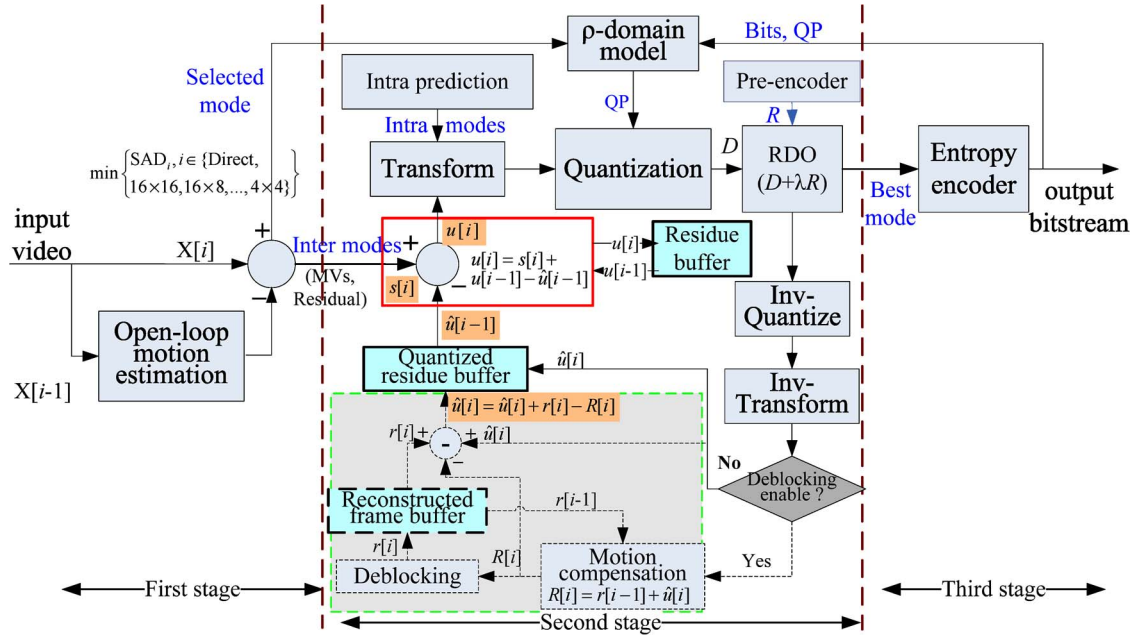 ρ-domain
model
Bits, QP
Selected
mode
Intra prediction
Pre-encoder
QP
R
Intra modes
min { SAD_i, i ∈ {Direct,
16×16,16×8,..., 4×4} }
Transform
Quantization
D
RDO
(D+λR)
Entropy
encoder
Best
mode
output
bitstream
input
video
X[i]
+
−
Inter modes
(MVs,
Residual)
s[i]
u[i]
+
−
u[i] = s[i]+
u[i-1]−û[i-1]
u[i]
u[i-1]
Residue
buffer
Open-loop
motion
estimation
X[i-1]
û[i−1]
Inv-
Quantize
Quantized
residue buffer
û[i]
Inv-
Transform
û[i] = û[i]+r[i]−R[i]
r[i]+
-
+ û[i]
−
No
Deblocking
enable ?
Reconstructed
frame buffer
r[i-1]
r[i]
R[i]
Deblocking
Motion
compensation
R[i] = r[i−1]+û[i]
Yes
First stage
Second stage
Third stage